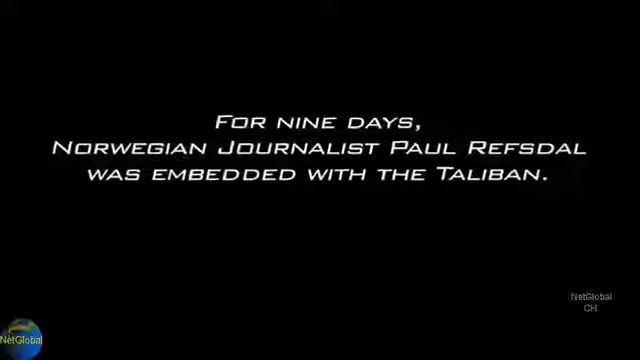 For nine days,
Norwegian Journalist Paul Refsdal
was embedded with the Taliban.
NetGlobal
CH
NetGlobal